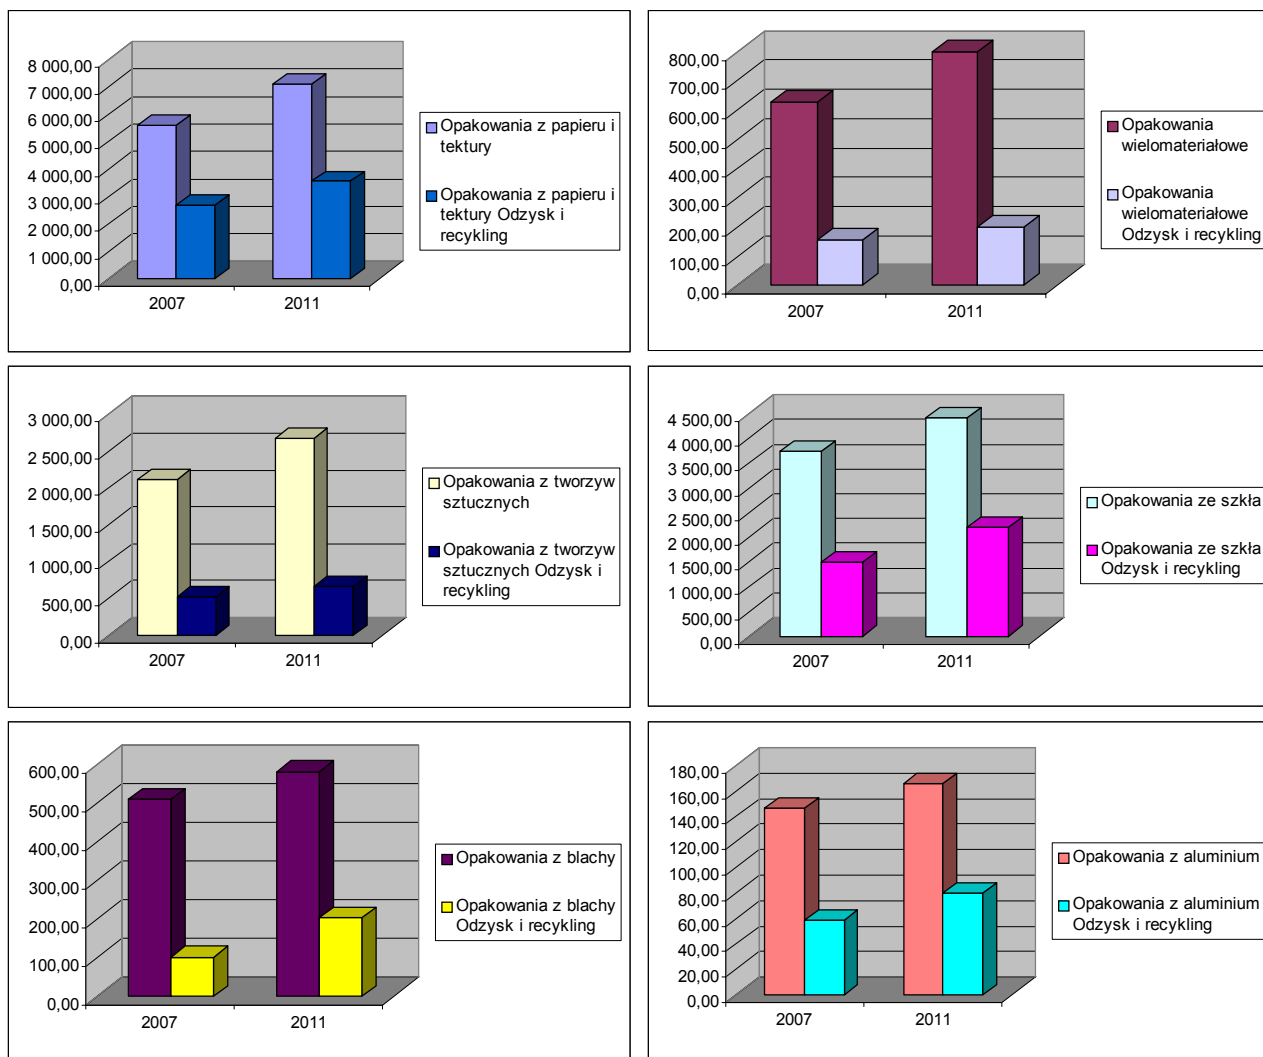 8 000,00
7 000,00
6 000,00
5 000,00
4 000,00
3 000,00
2 000,00
1 000,00
0,00
2007
2011
Opakowania z papieru i
tektury
Opakowania z papieru i
tektury Odzysk i
recykling
800,00
700,00
600,00
500,00
400,00
300,00
200,00
100,00
0,00
2007
2011
Opakowania
wielomateriałowe
Opakowania
wielomateriałowe
Odzysk i recykling
3 000,00
2 500,00
2 000,00
1 500,00
1 000,00
500,00
0,00
2007
2011
Opakowania z tworzyw
sztucznych
Opakowania z tworzyw
sztucznych Odzysk i
recykling
4 500,00
4 000,00
3 500,00
3 000,00
2 500,00
2 000,00
1 500,00
1 000,00
500,00
0,00
2007
2011
Opakowania ze szkła
Opakowania ze szkła
Odzysk i recykling
600,00
500,00
400,00
300,00
200,00
100,00
0,00
2007
2011
Opakowania z blachy
Opakowania z blachy
Odzysk i recykling
180,00
160,00
140,00
120,00
100,00
80,00
60,00
40,00
20,00
0,00
2007
2011
Opakowania z aluminium
Opakowania z aluminium
Odzysk i recykling